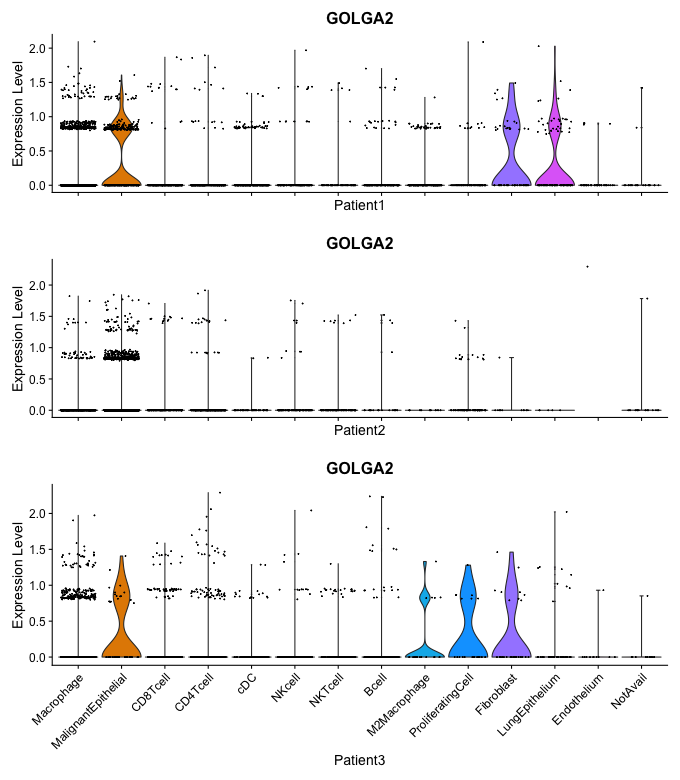 GOLGA2
Expression Level
2.0
1.5
1.0
0.5
0.0
Patient1
GOLGA2
Expression Level
2.0
1.5
1.0
0.5
0.0
Patient2
GOLGA2
Expression Level
2.0
1.5
1.0
0.5
0.0
Macrophage
MalignantEpithelial
CD8Tcell
CD4Tcell
cDC
NKcell
NKTcell
Bcell
M2Macrophage
ProliferatingCell
Fibroblast
LungEpithelium
Endothelium
NotAvail
Patient3